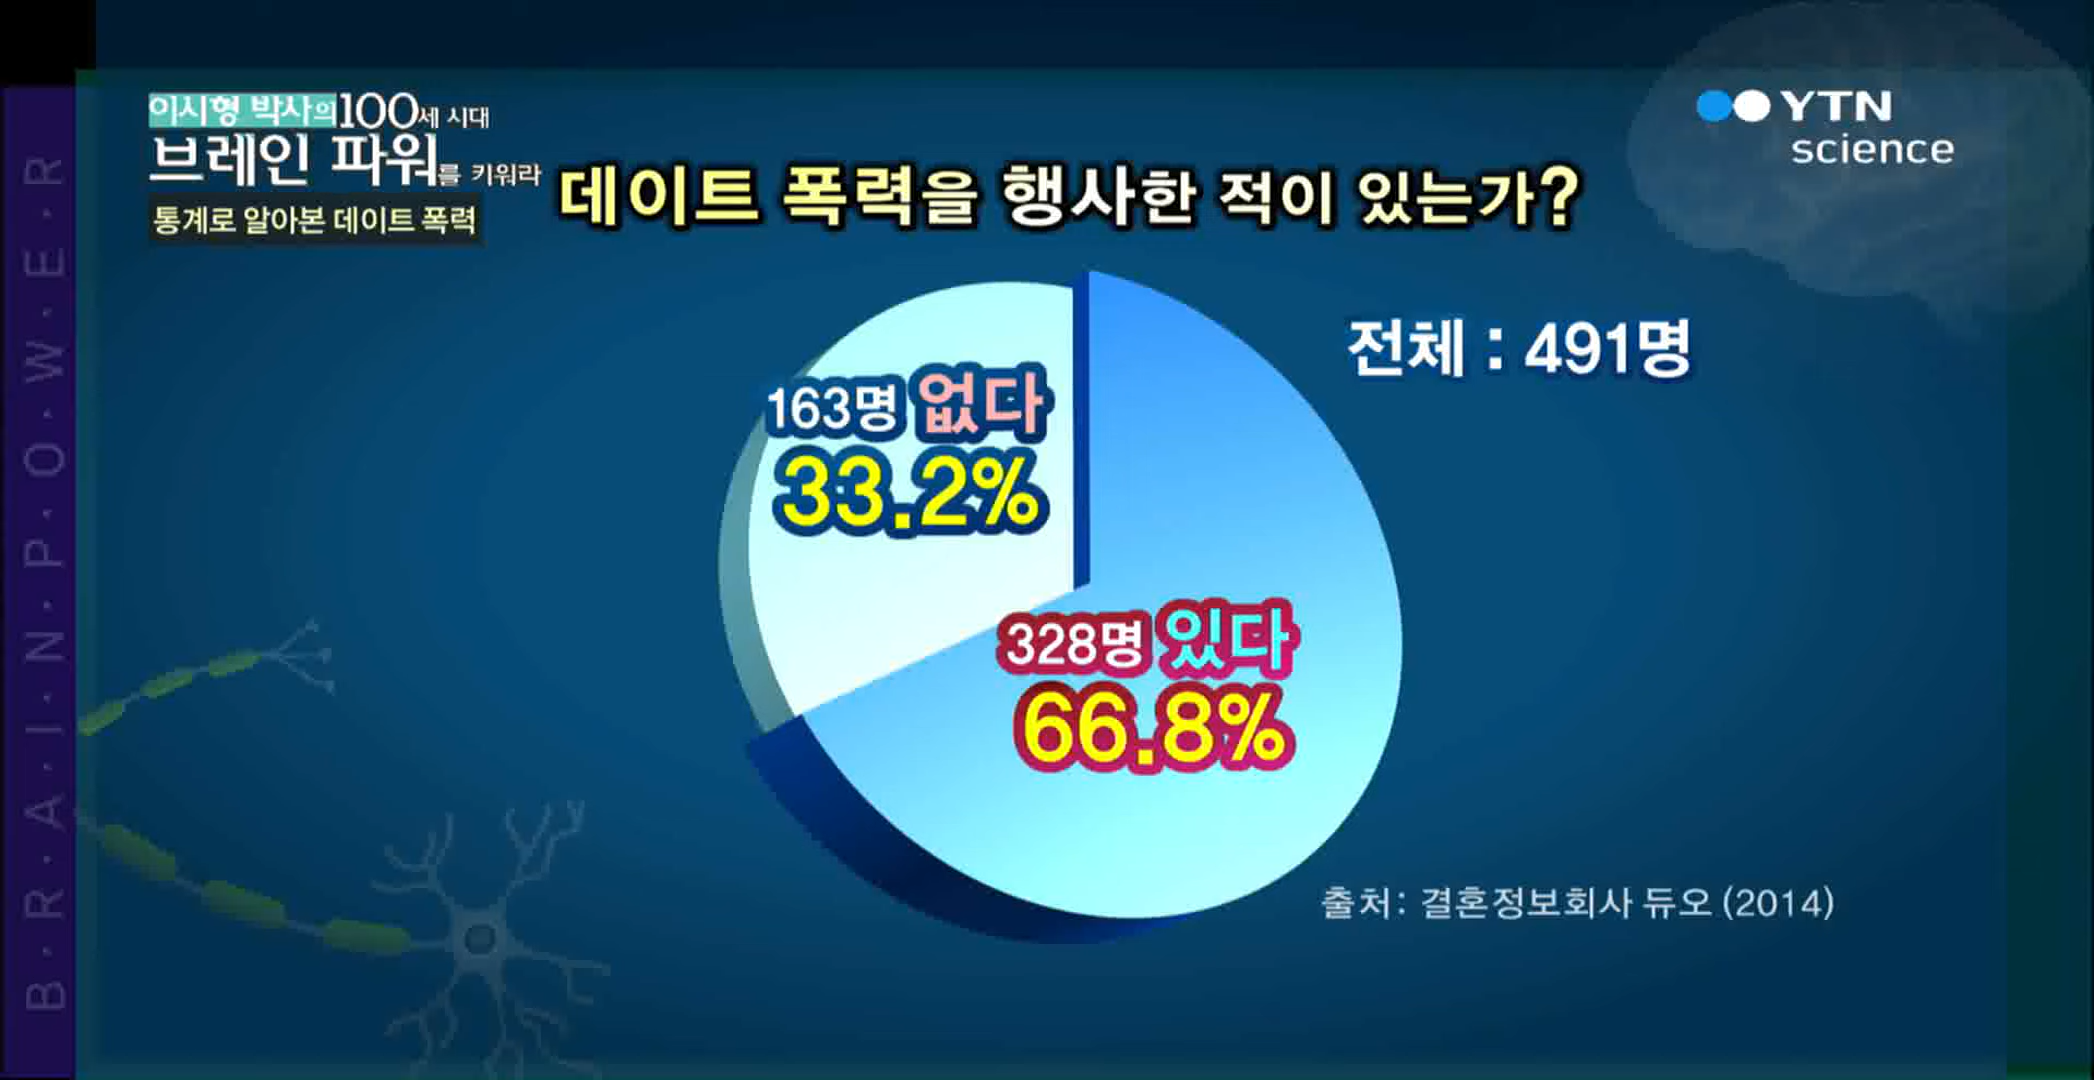 이시형 박사의 100세 시대
브레인 파워를 키워라
통계로 알아본 데이트 폭력
YTN
science
데이트 폭력을 행사한 적이 있는가?
전체 : 491명
163명 없다
33.2%
328명 있다
66.8%
출처: 결혼정보회사 듀오 (2014)
B·R·A·I·N·P·O·W·E·R